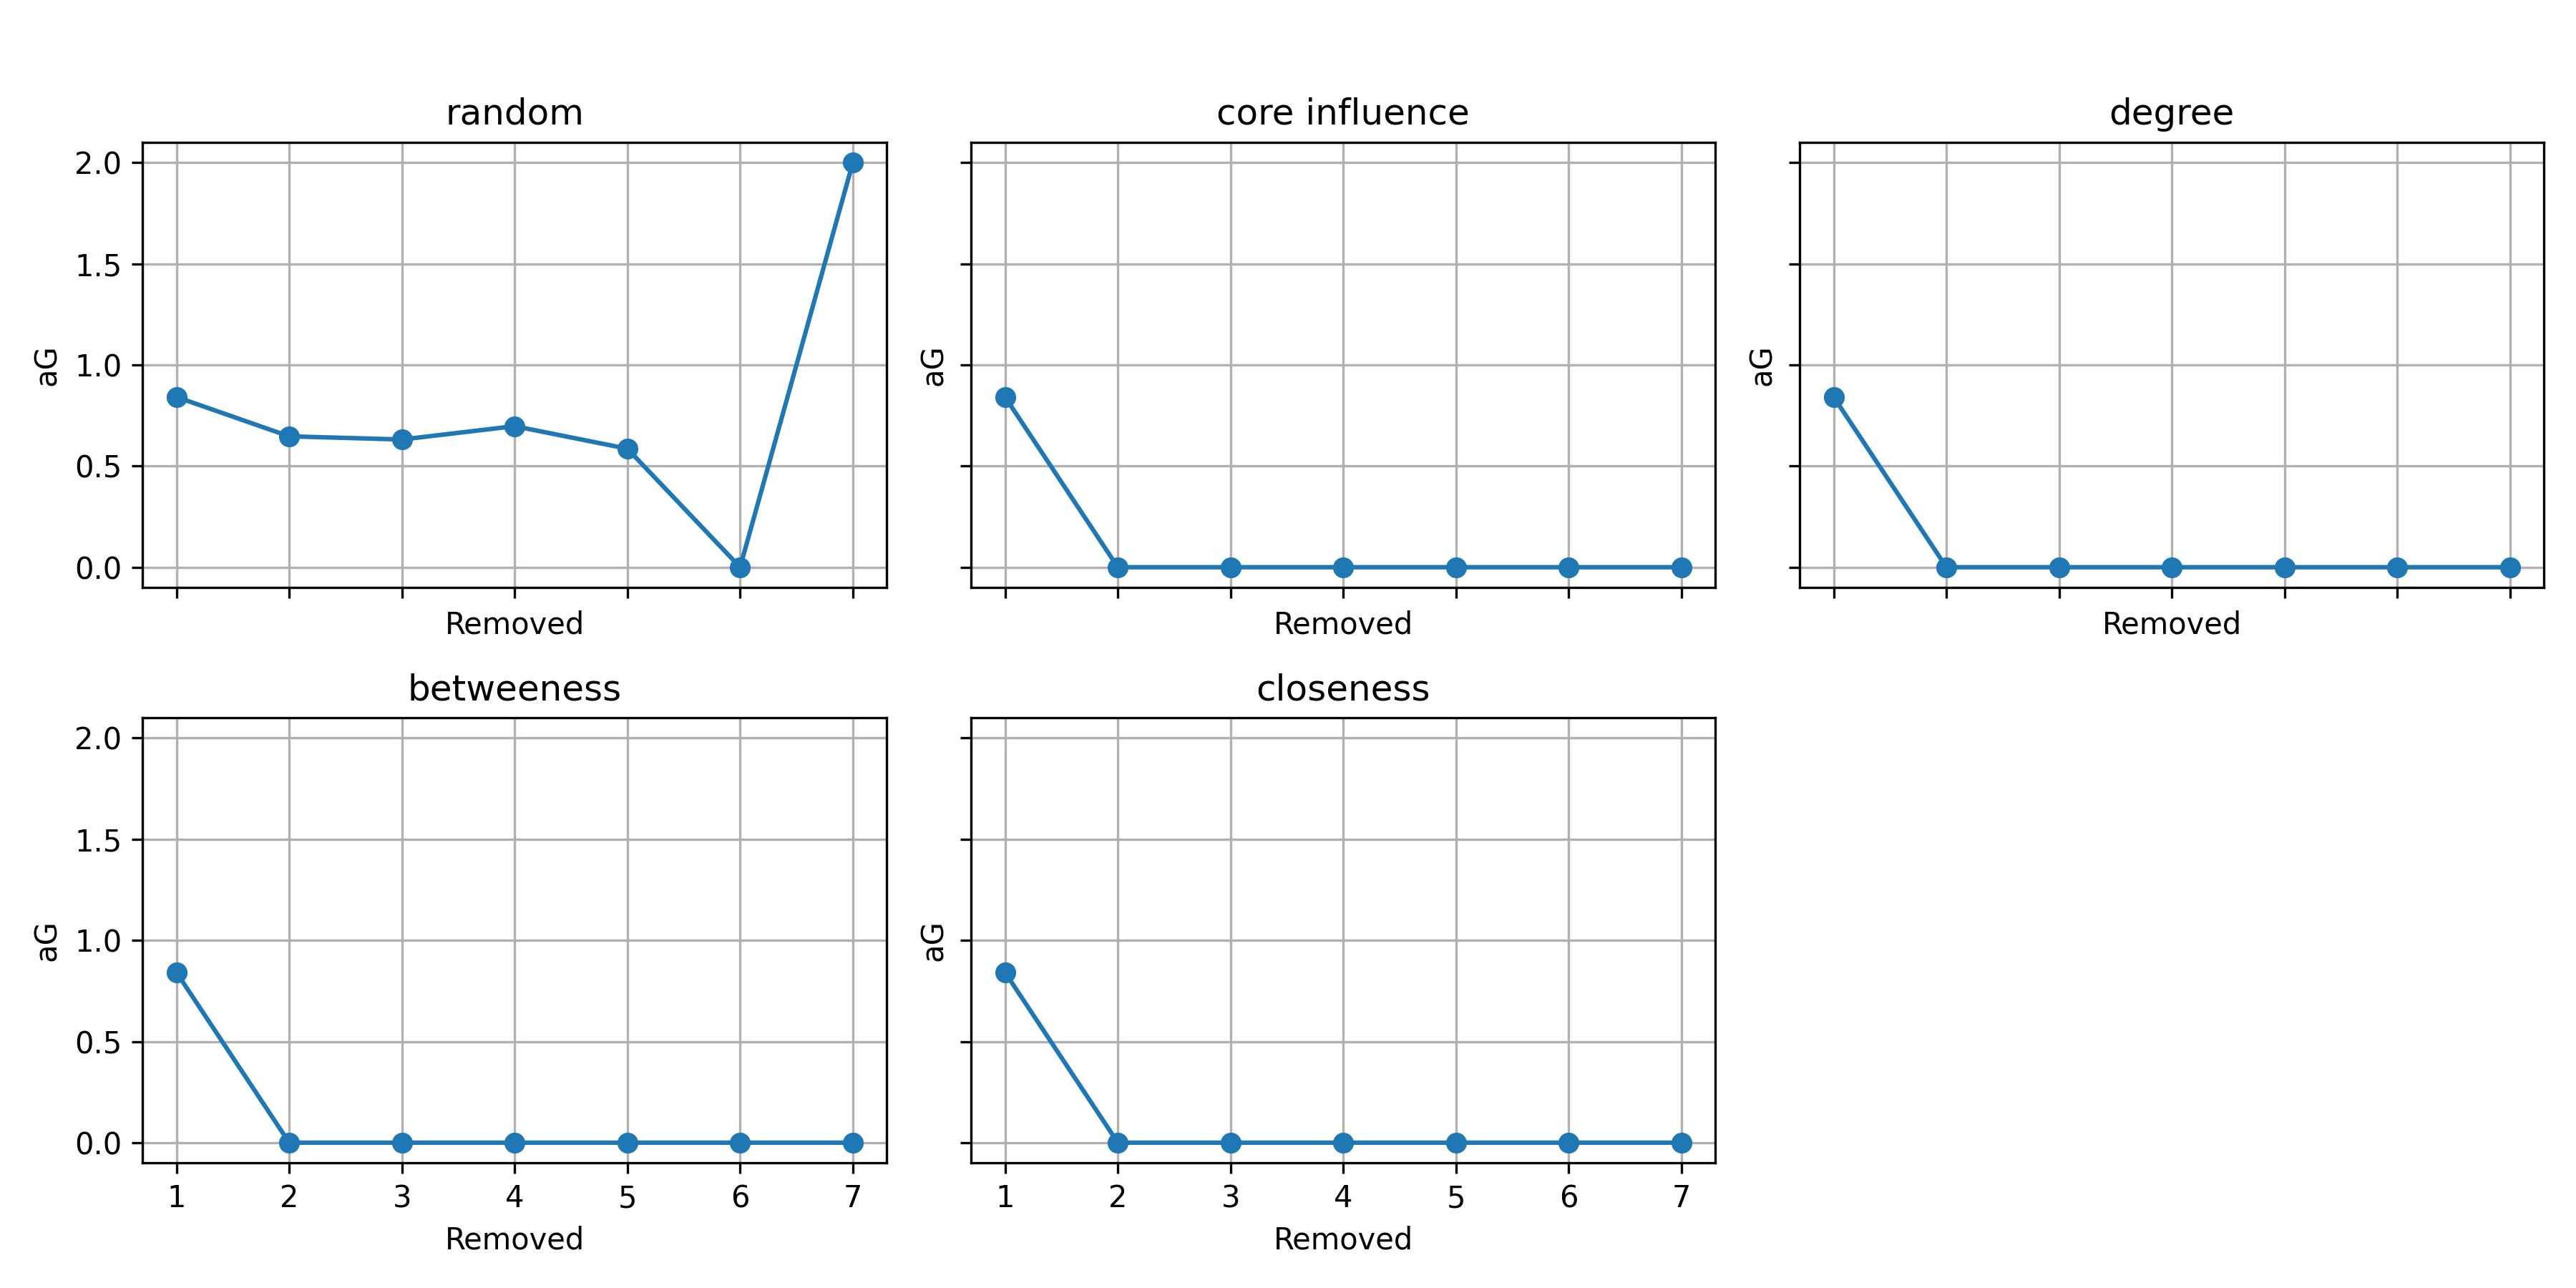 random
core influence
degree
2.0
1.5
1.0
0.5
0.0
aG
aG
aG
Removed
Removed
Removed
betweeness
closeness
2.0
1.5
1.0
0.5
0.0
aG
aG
1 2 3 4 5 6 7
1 2 3 4 5 6 7
Removed
Removed